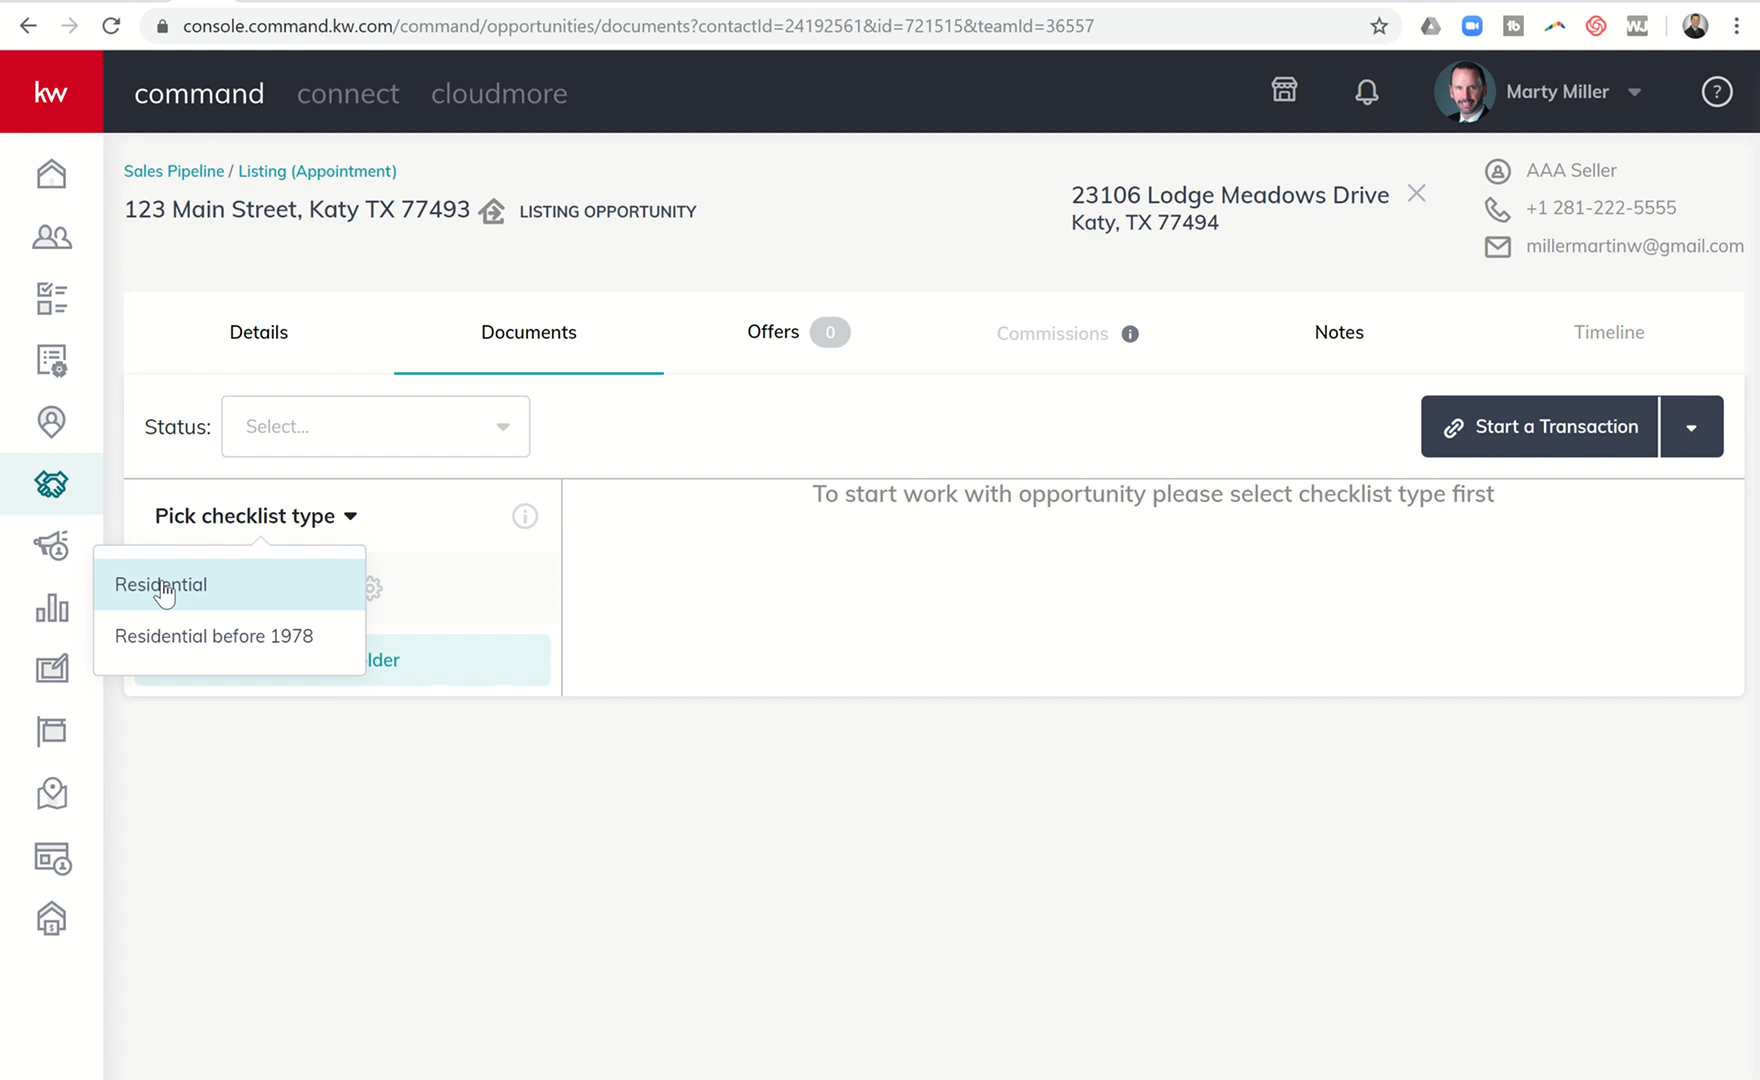 console.command.kw.com/command/opportunities/documents?contactId=24192561&id=721515&teamId=36557
kw
command connect cloudmore
Marty Miller
?
Sales Pipeline / Listing (Appointment)
123 Main Street, Katy TX 77493
LISTING OPPORTUNITY
23106 Lodge Meadows Drive
Katy, TX 77494
AAA Seller
+1 281-222-5555
millermartinw@gmail.com
Details
Documents
Offers 0
Commissions
Notes
Timeline
Status: Select...
Start a Transaction
Pick checklist type
To start work with opportunity please select checklist type first
Residential
Residential before 1978
lder